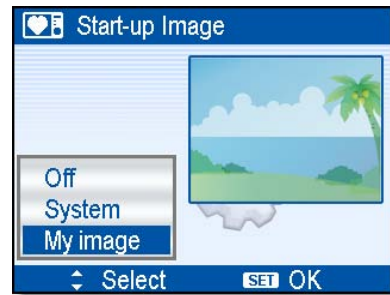 Start-up Image
Off
System
My image
Select SET OK